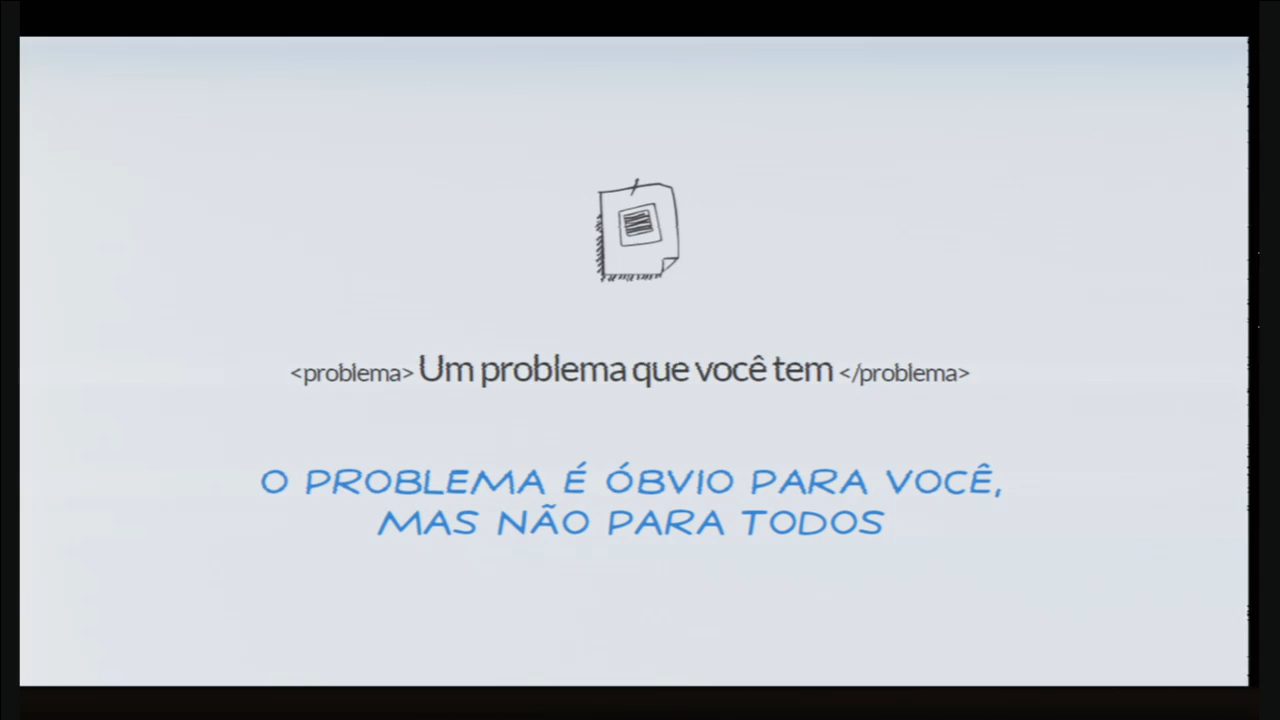 <problema> Um problema que você tem </problema>
O PROBLEMA É ÓBVIO PARA VOCÊ,
MAS NÃO PARA TODOS